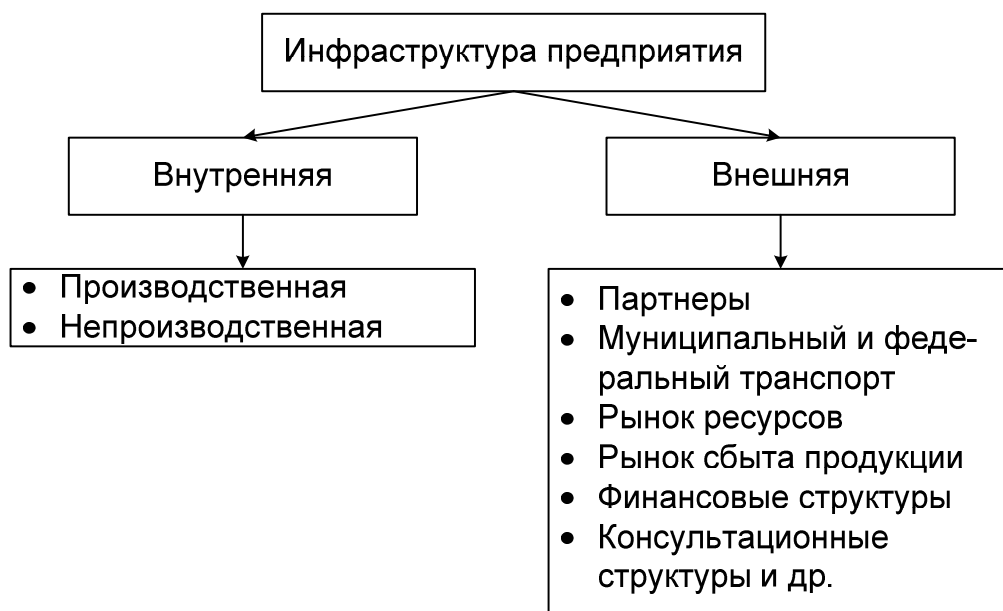 Инфраструктура предприятия
Внутренняя
Внешняя
• Производственная
• Непроизводственная
• Партнеры
• Муниципальный и феде-
ральный транспорт
• Рынок ресурсов
• Рынок сбыта продукции
• Финансовые структуры
• Консультационные
структуры и др.